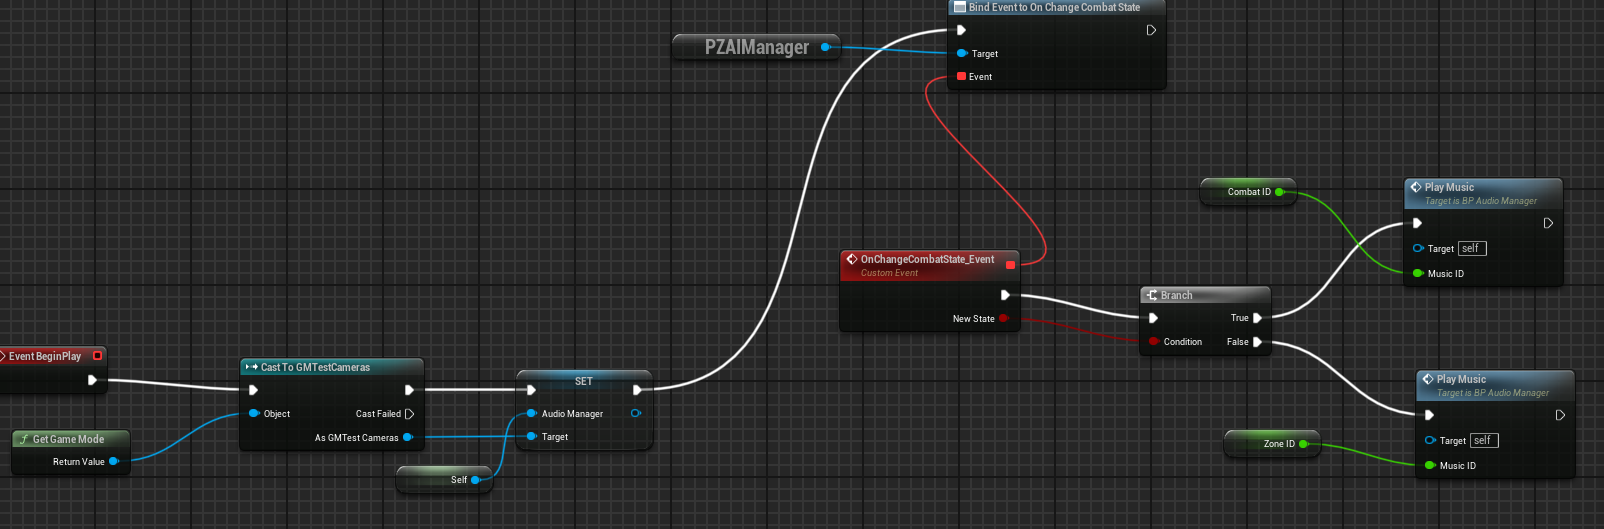 Bind Event to On Change Combat State
PZAIManager
Target
Event
Combat ID
Play Music
Target is BP Audio Manager
Target self
Music ID
OnChangeCombatState_Event
Custom Event
New State
Branch
True
Condition
False
Event BeginPlay
Cast To GMTestCameras
Object
Cast Failed
As GMTest Cameras
SET
Audio Manager
Target
Get Game Mode
Return Value
Self
Play Music
Target is BP Audio Manager
Target self
Music ID
Zone ID